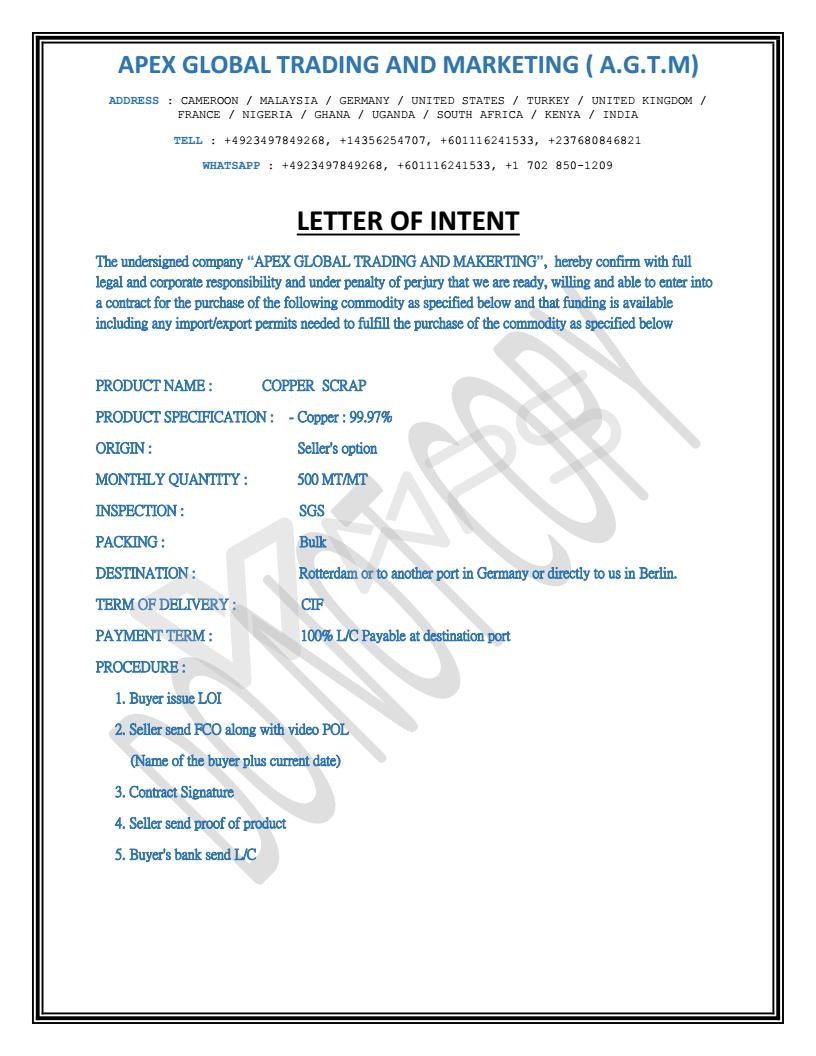 APEX GLOBAL TRADING AND MARKETING ( A.G.T.M)
ADDRESS : CAMEROON / MALAYSIA / GERMANY / UNITED STATES / TURKEY / UNITED KINGDOM /
FRANCE / NIGERIA / GHANA / UGANDA / SOUTH AFRICA / KENYA / INDIA
TELL : +4923497849268, +14356254707, +601116241533, +237680846821
WHATSAPP : +4923497849268, +601116241533, +1 702 850-1209
LETTER OF INTENT
The undersigned company “APEX GLOBAL TRADING AND MAKERTING”, hereby confirm with full
legal and corporate responsibility and under penalty of perjury that we are ready, willing and able to enter into
a contract for the purchase of the following commodity as specified below and that funding is available
including any import/export permits needed to fulfill the purchase of the commodity as specified below
PRODUCT NAME : COPPER SCRAP
PRODUCT SPECIFICATION : - Copper : 99.97%
ORIGIN : Seller's option
MONTHLY QUANTITY : 500 MT/MT
INSPECTION : SGS
PACKING : Bulk
DESTINATION : Rotterdam or to another port in Germany or directly to us in Berlin.
TERM OF DELIVERY : CIF
PAYMENT TERM : 100% L/C Payable at destination port
PROCEDURE :
1. Buyer issue LOI
2. Seller send FCO along with video POL
(Name of the buyer plus current date)
3. Contract Signature
4. Seller send proof of product
5. Buyer's bank send L/C
DO NOT COPY